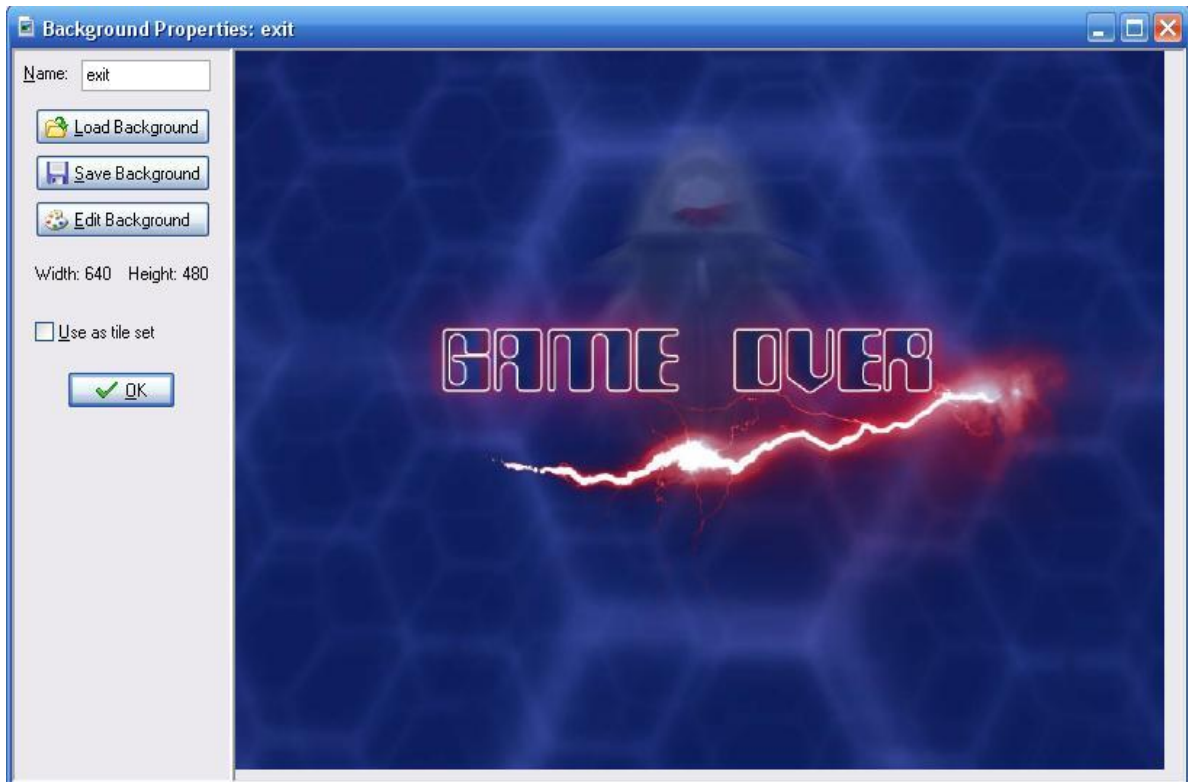 Background Properties: exit
Name: exit
Load Background
Save Background
Edit Background
Width: 640 Height: 480
Use as tile set
OK
GAME OVER